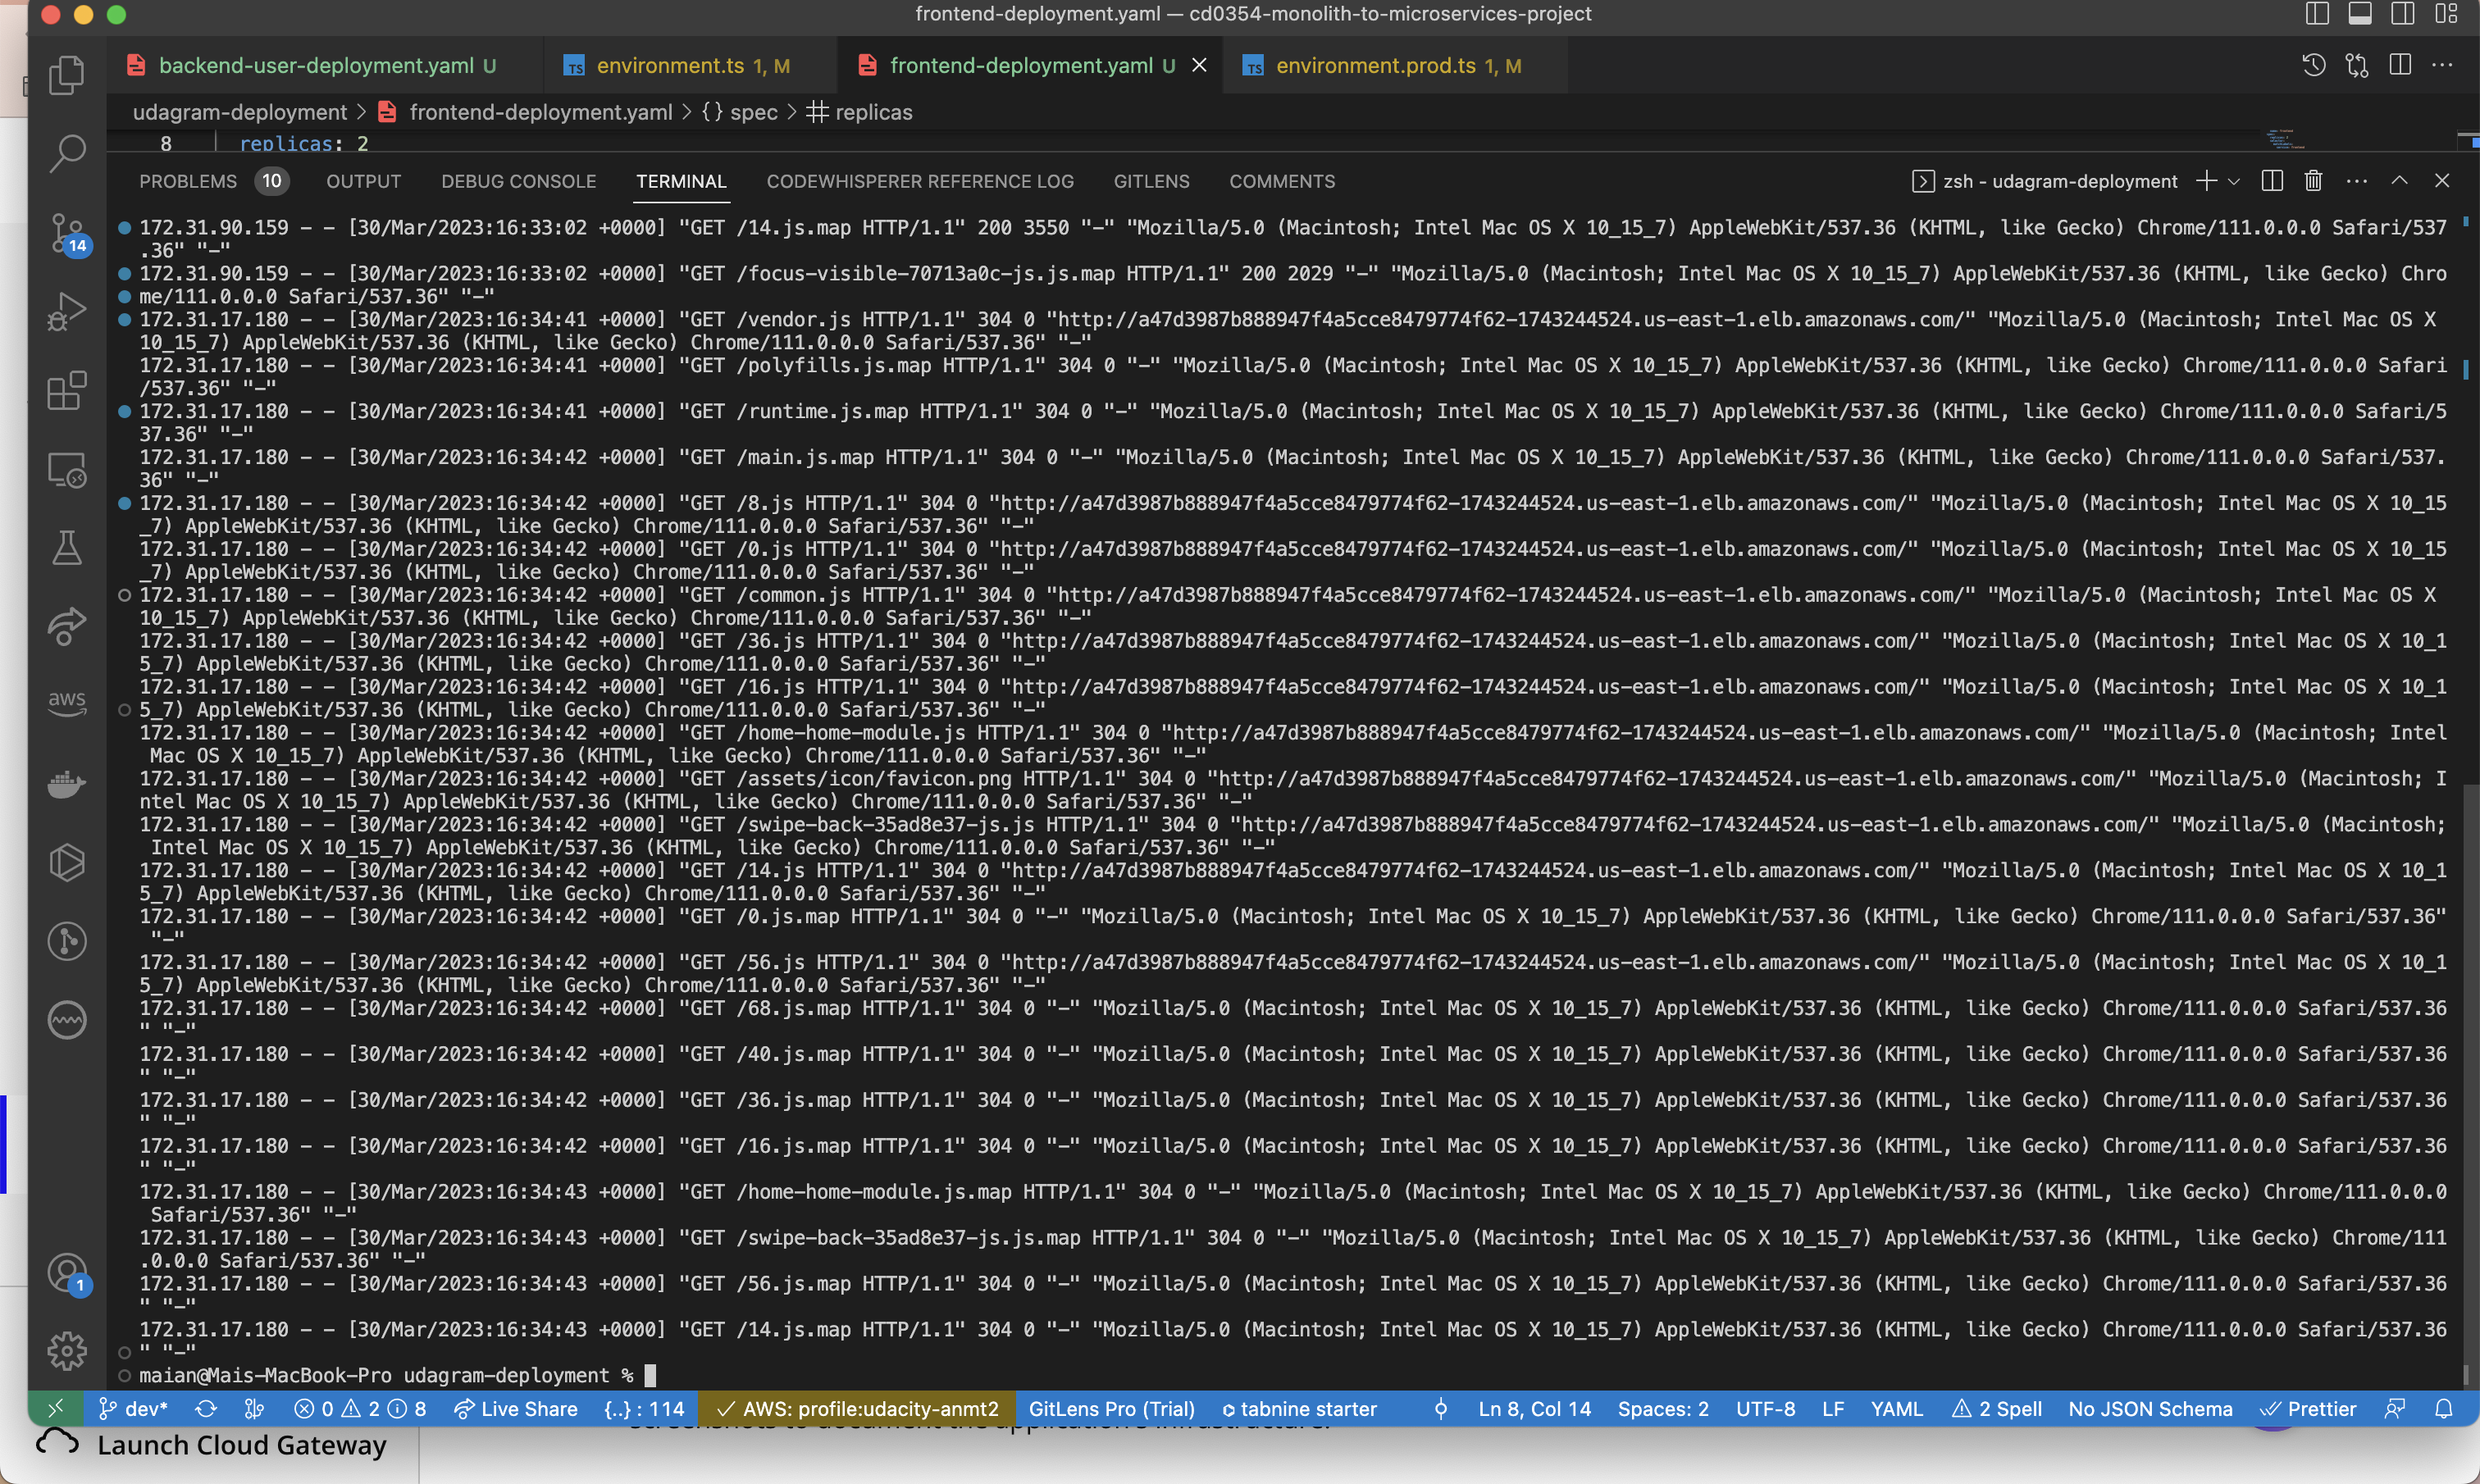 frontend-deployment.yaml — cd0354-monolith-to-microservices-project
backend-user-deployment.yaml U
TS environment.ts 1, M
frontend-deployment.yaml U
TS environment.prod.ts 1, M
udagram-deployment > frontend-deployment.yaml > {} spec > replicas
8 replicas: 2
PROBLEMS 10 OUTPUT DEBUG CONSOLE TERMINAL CODEWHISPERER REFERENCE LOG GITLENS COMMENTS
zsh - udagram-deployment
172.31.90.159 - - [30/Mar/2023:16:33:02 +0000] "GET /14.js.map HTTP/1.1" 200 3550 "-" "Mozilla/5.0 (Macintosh; Intel Mac OS X 10_15_7) AppleWebKit/537.36 (KHTML, like Gecko) Chrome/111.0.0.0 Safari/537
.36" "-"
172.31.90.159 - - [30/Mar/2023:16:33:02 +0000] "GET /focus-visible-70713a0c-js.js.map HTTP/1.1" 200 2029 "-" "Mozilla/5.0 (Macintosh; Intel Mac OS X 10_15_7) AppleWebKit/537.36 (KHTML, like Gecko) Chro
me/111.0.0.0 Safari/537.36" "-"
172.31.17.180 - - [30/Mar/2023:16:34:41 +0000] "GET /vendor.js HTTP/1.1" 304 0 "http://a47d3987b888947f4a5cce8479774f62-1743244524.us-east-1.elb.amazonaws.com/" "Mozilla/5.0 (Macintosh; Intel Mac OS X
10_15_7) AppleWebKit/537.36 (KHTML, like Gecko) Chrome/111.0.0.0 Safari/537.36" "-"
172.31.17.180 - - [30/Mar/2023:16:34:41 +0000] "GET /polyfills.js.map HTTP/1.1" 304 0 "-" "Mozilla/5.0 (Macintosh; Intel Mac OS X 10_15_7) AppleWebKit/537.36 (KHTML, like Gecko) Chrome/111.0.0.0 Safari
/537.36" "-"
172.31.17.180 - - [30/Mar/2023:16:34:41 +0000] "GET /runtime.js.map HTTP/1.1" 304 0 "-" "Mozilla/5.0 (Macintosh; Intel Mac OS X 10_15_7) AppleWebKit/537.36 (KHTML, like Gecko) Chrome/111.0.0.0 Safari/5
37.36" "-"
172.31.17.180 - - [30/Mar/2023:16:34:42 +0000] "GET /main.js.map HTTP/1.1" 304 0 "-" "Mozilla/5.0 (Macintosh; Intel Mac OS X 10_15_7) AppleWebKit/537.36 (KHTML, like Gecko) Chrome/111.0.0.0 Safari/537.
36" "-"
172.31.17.180 - - [30/Mar/2023:16:34:42 +0000] "GET /8.js HTTP/1.1" 304 0 "http://a47d3987b888947f4a5cce8479774f62-1743244524.us-east-1.elb.amazonaws.com/" "Mozilla/5.0 (Macintosh; Intel Mac OS X 10_15
_7) AppleWebKit/537.36 (KHTML, like Gecko) Chrome/111.0.0.0 Safari/537.36" "-"
172.31.17.180 - - [30/Mar/2023:16:34:42 +0000] "GET /0.js HTTP/1.1" 304 0 "http://a47d3987b888947f4a5cce8479774f62-1743244524.us-east-1.elb.amazonaws.com/" "Mozilla/5.0 (Macintosh; Intel Mac OS X 10_15
_7) AppleWebKit/537.36 (KHTML, like Gecko) Chrome/111.0.0.0 Safari/537.36" "-"
172.31.17.180 - - [30/Mar/2023:16:34:42 +0000] "GET /common.js HTTP/1.1" 304 0 "http://a47d3987b888947f4a5cce8479774f62-1743244524.us-east-1.elb.amazonaws.com/" "Mozilla/5.0 (Macintosh; Intel Mac OS X
10_15_7) AppleWebKit/537.36 (KHTML, like Gecko) Chrome/111.0.0.0 Safari/537.36" "-"
172.31.17.180 - - [30/Mar/2023:16:34:42 +0000] "GET /36.js HTTP/1.1" 304 0 "http://a47d3987b888947f4a5cce8479774f62-1743244524.us-east-1.elb.amazonaws.com/" "Mozilla/5.0 (Macintosh; Intel Mac OS X 10_1
5_7) AppleWebKit/537.36 (KHTML, like Gecko) Chrome/111.0.0.0 Safari/537.36" "-"
172.31.17.180 - - [30/Mar/2023:16:34:42 +0000] "GET /16.js HTTP/1.1" 304 0 "http://a47d3987b888947f4a5cce8479774f62-1743244524.us-east-1.elb.amazonaws.com/" "Mozilla/5.0 (Macintosh; Intel Mac OS X 10_1
5_7) AppleWebKit/537.36 (KHTML, like Gecko) Chrome/111.0.0.0 Safari/537.36" "-"
172.31.17.180 - - [30/Mar/2023:16:34:42 +0000] "GET /home-home-module.js HTTP/1.1" 304 0 "http://a47d3987b888947f4a5cce8479774f62-1743244524.us-east-1.elb.amazonaws.com/" "Mozilla/5.0 (Macintosh; Intel
Mac OS X 10_15_7) AppleWebKit/537.36 (KHTML, like Gecko) Chrome/111.0.0.0 Safari/537.36" "-"
172.31.17.180 - - [30/Mar/2023:16:34:42 +0000] "GET /assets/icon/favicon.png HTTP/1.1" 304 0 "http://a47d3987b888947f4a5cce8479774f62-1743244524.us-east-1.elb.amazonaws.com/" "Mozilla/5.0 (Macintosh; I
ntel Mac OS X 10_15_7) AppleWebKit/537.36 (KHTML, like Gecko) Chrome/111.0.0.0 Safari/537.36" "-"
172.31.17.180 - - [30/Mar/2023:16:34:42 +0000] "GET /swipe-back-35ad8e37-js.js HTTP/1.1" 304 0 "http://a47d3987b888947f4a5cce8479774f62-1743244524.us-east-1.elb.amazonaws.com/" "Mozilla/5.0 (Macintosh;
Intel Mac OS X 10_15_7) AppleWebKit/537.36 (KHTML, like Gecko) Chrome/111.0.0.0 Safari/537.36" "-"
172.31.17.180 - - [30/Mar/2023:16:34:42 +0000] "GET /14.js HTTP/1.1" 304 0 "http://a47d3987b888947f4a5cce8479774f62-1743244524.us-east-1.elb.amazonaws.com/" "Mozilla/5.0 (Macintosh; Intel Mac OS X 10_1
5_7) AppleWebKit/537.36 (KHTML, like Gecko) Chrome/111.0.0.0 Safari/537.36" "-"
172.31.17.180 - - [30/Mar/2023:16:34:42 +0000] "GET /0.js.map HTTP/1.1" 304 0 "-" "Mozilla/5.0 (Macintosh; Intel Mac OS X 10_15_7) AppleWebKit/537.36 (KHTML, like Gecko) Chrome/111.0.0.0 Safari/537.36"
"-"
172.31.17.180 - - [30/Mar/2023:16:34:42 +0000] "GET /56.js HTTP/1.1" 304 0 "http://a47d3987b888947f4a5cce8479774f62-1743244524.us-east-1.elb.amazonaws.com/" "Mozilla/5.0 (Macintosh; Intel Mac OS X 10_1
5_7) AppleWebKit/537.36 (KHTML, like Gecko) Chrome/111.0.0.0 Safari/537.36" "-"
172.31.17.180 - - [30/Mar/2023:16:34:42 +0000] "GET /68.js.map HTTP/1.1" 304 0 "-" "Mozilla/5.0 (Macintosh; Intel Mac OS X 10_15_7) AppleWebKit/537.36 (KHTML, like Gecko) Chrome/111.0.0.0 Safari/537.36
" "-"
172.31.17.180 - - [30/Mar/2023:16:34:42 +0000] "GET /40.js.map HTTP/1.1" 304 0 "-" "Mozilla/5.0 (Macintosh; Intel Mac OS X 10_15_7) AppleWebKit/537.36 (KHTML, like Gecko) Chrome/111.0.0.0 Safari/537.36
" "-"
172.31.17.180 - - [30/Mar/2023:16:34:42 +0000] "GET /36.js.map HTTP/1.1" 304 0 "-" "Mozilla/5.0 (Macintosh; Intel Mac OS X 10_15_7) AppleWebKit/537.36 (KHTML, like Gecko) Chrome/111.0.0.0 Safari/537.36
" "-"
172.31.17.180 - - [30/Mar/2023:16:34:42 +0000] "GET /16.js.map HTTP/1.1" 304 0 "-" "Mozilla/5.0 (Macintosh; Intel Mac OS X 10_15_7) AppleWebKit/537.36 (KHTML, like Gecko) Chrome/111.0.0.0 Safari/537.36
" "-"
172.31.17.180 - - [30/Mar/2023:16:34:43 +0000] "GET /home-home-module.js.map HTTP/1.1" 304 0 "-" "Mozilla/5.0 (Macintosh; Intel Mac OS X 10_15_7) AppleWebKit/537.36 (KHTML, like Gecko) Chrome/111.0.0.0
Safari/537.36" "-"
172.31.17.180 - - [30/Mar/2023:16:34:43 +0000] "GET /swipe-back-35ad8e37-js.js.map HTTP/1.1" 304 0 "-" "Mozilla/5.0 (Macintosh; Intel Mac OS X 10_15_7) AppleWebKit/537.36 (KHTML, like Gecko) Chrome/111
.0.0.0 Safari/537.36" "-"
172.31.17.180 - - [30/Mar/2023:16:34:43 +0000] "GET /56.js.map HTTP/1.1" 304 0 "-" "Mozilla/5.0 (Macintosh; Intel Mac OS X 10_15_7) AppleWebKit/537.36 (KHTML, like Gecko) Chrome/111.0.0.0 Safari/537.36
" "-"
172.31.17.180 - - [30/Mar/2023:16:34:43 +0000] "GET /14.js.map HTTP/1.1" 304 0 "-" "Mozilla/5.0 (Macintosh; Intel Mac OS X 10_15_7) AppleWebKit/537.36 (KHTML, like Gecko) Chrome/111.0.0.0 Safari/537.36
" "-"
maian@Mais-MacBook-Pro udagram-deployment %
14
aws
1
dev* 0 2 8 Live Share {..} : 114 AWS: profile:udacity-anmt2 GitLens Pro (Trial) tabnine starter Ln 8, Col 14 Spaces: 2 UTF-8 LF YAML 2 Spell No JSON Schema Prettier
screenshots to document the application's infrastructure.
Launch Cloud Gateway